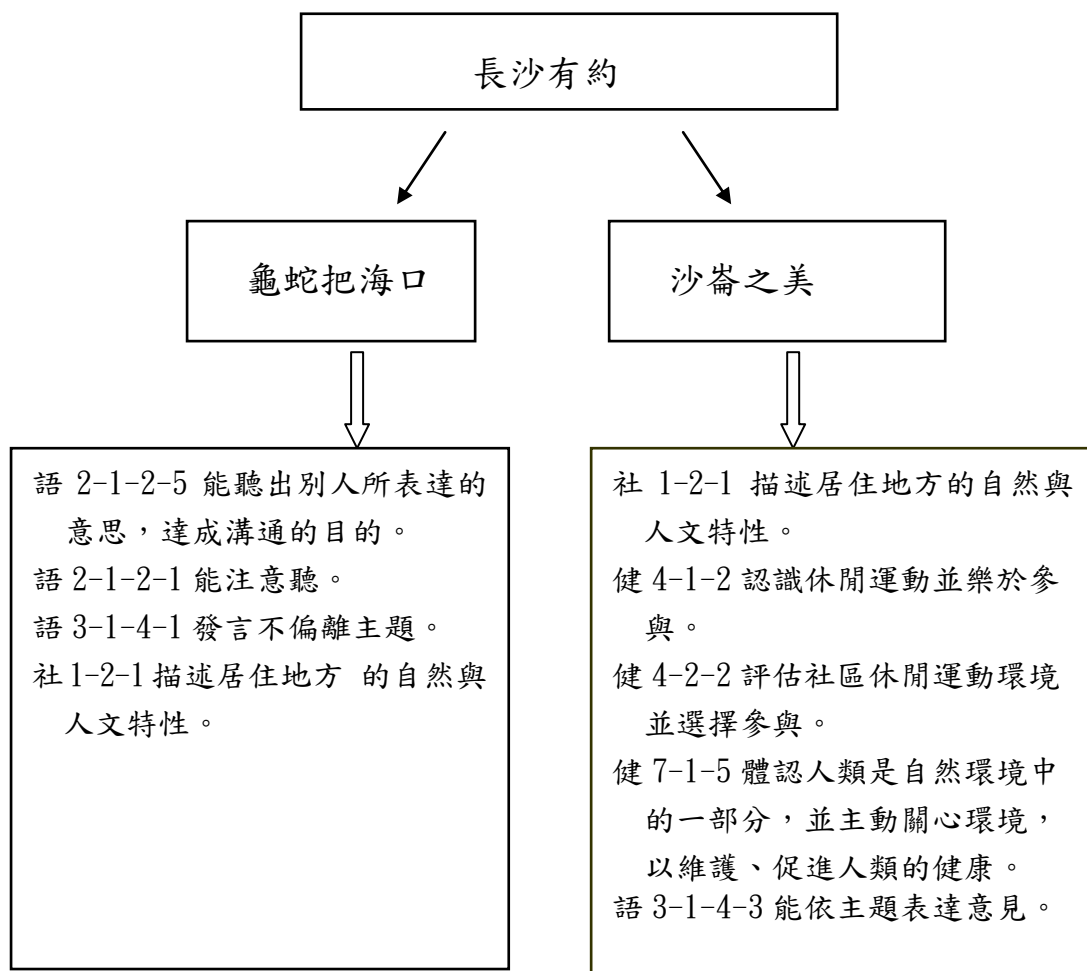 長沙有約
龜蛇把海口
沙崙之美
語 2-1-2-5 能聽出別人所表達的
意思，達成溝通的目的。
語 2-1-2-1 能注意聽。
語 3-1-4-1 發言不偏離主題。
社 1-2-1 描述居住地方 的自然與
人文特性。
社 1-2-1 描述居住地方的自然與
人文特性。
健 4-1-2 認識休閒運動並樂於參
與。
健 4-2-2 評估社區休閒運動環境
並選擇參與。
健 7-1-5 體認人類是自然環境中
的一部分，並主動關心環境，
以維護、促進人類的健康。
語 3-1-4-3 能依主題表達意見。